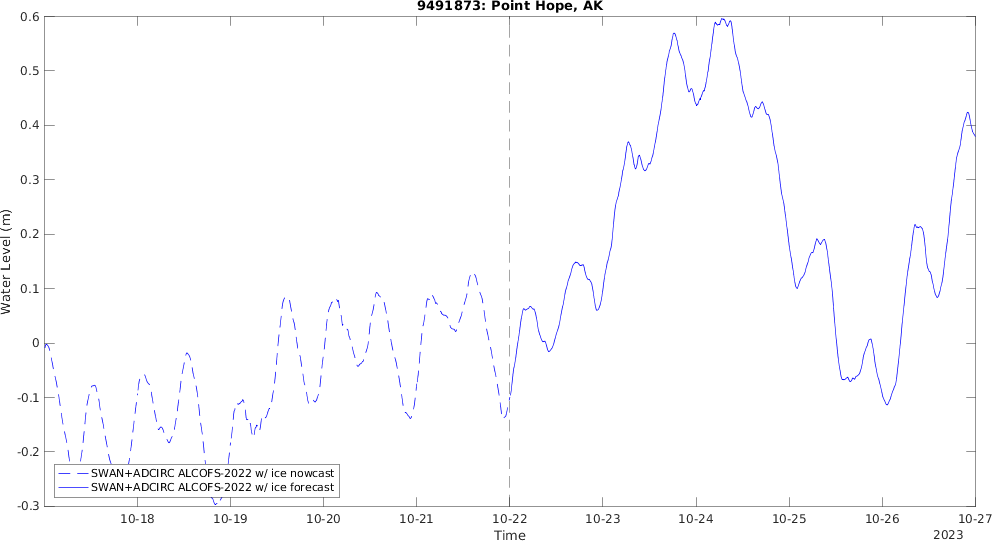 9491873: Point Hope, AK
0.6
0.5
0.4
0.3
0.2
0.1
0
-0.1
-0.2
-0.3
Water Level (m)
SWAN+ADCIRC ALCOFS-2022 w/ ice nowcast
SWAN+ADCIRC ALCOFS-2022 w/ ice forecast
10-18 10-19 10-20 10-21 10-22 10-23 10-24 10-25 10-26 10-27
Time
2023